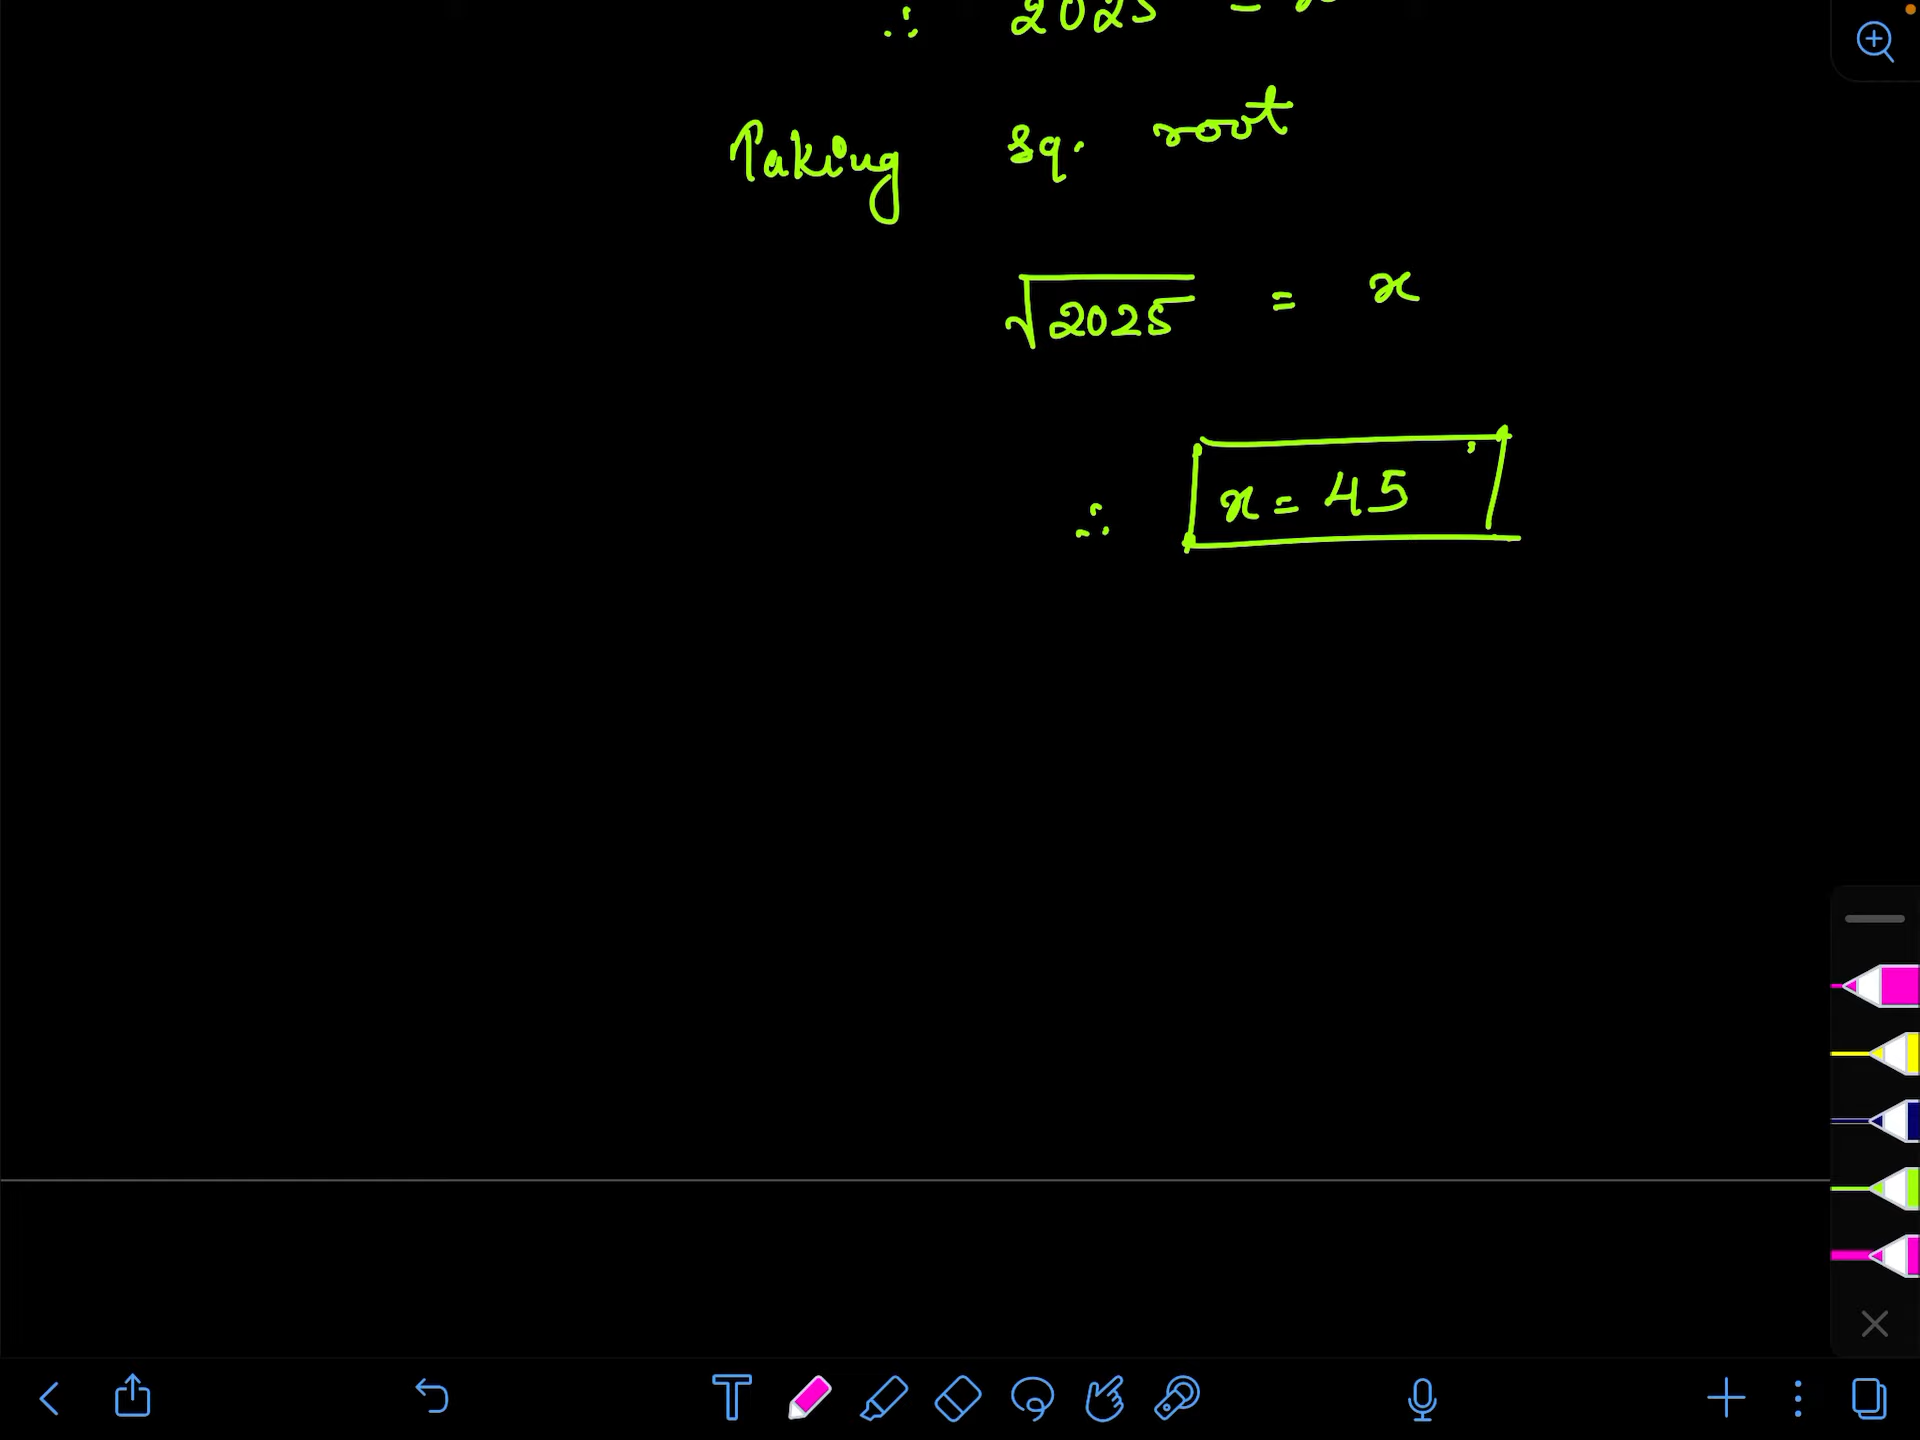 ∴ 2025 = x
Taking sq. root
√2025 = x
∴ x = 45